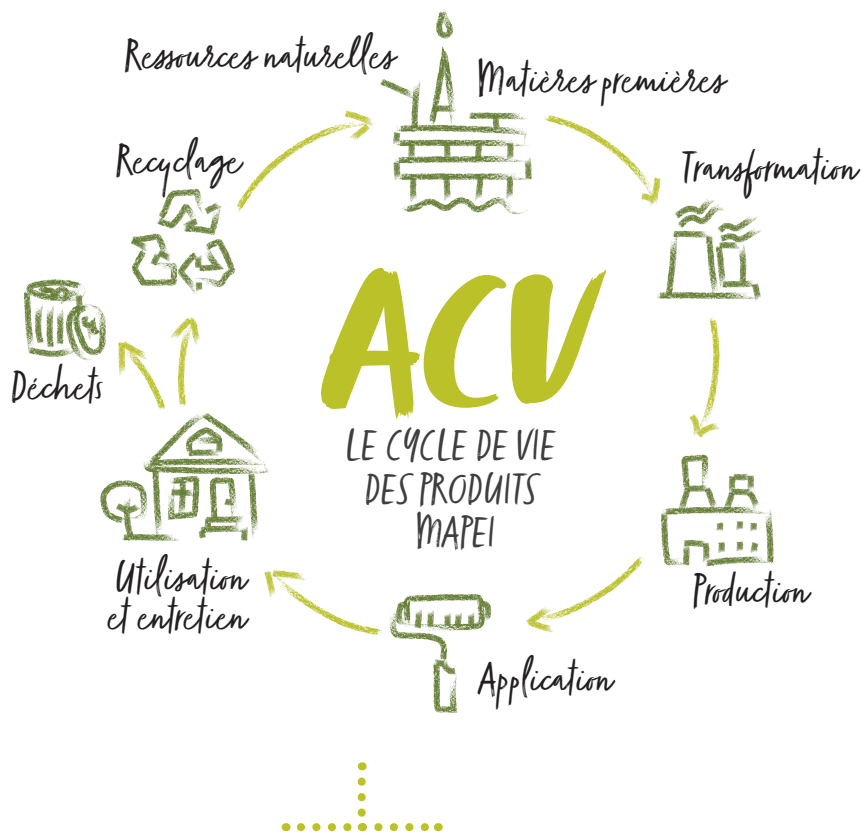 Ressources naturelles
Matières premières
Transformation
Production
Application
Utilisation
et entretien
Déchets
Recyclage
ACV
LE CYCLE DE VIE
DES PRODUITS
MAPEI